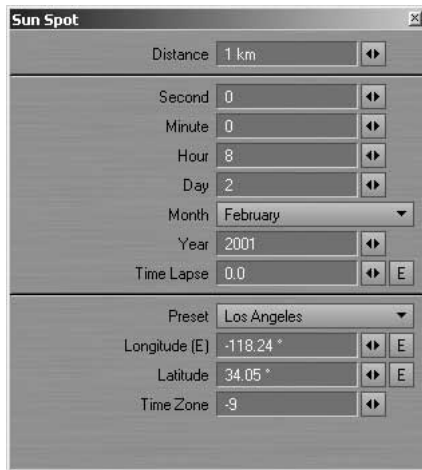 Sun Spot
Distance 1 km
Second 0
Minute 0
Hour 8
Day 2
Month February
Year 2001
Time Lapse 0.0 E
Preset Los Angeles
Longitude (E) -118.24 ° E
Latitude 34.05 ° E
Time Zone -9